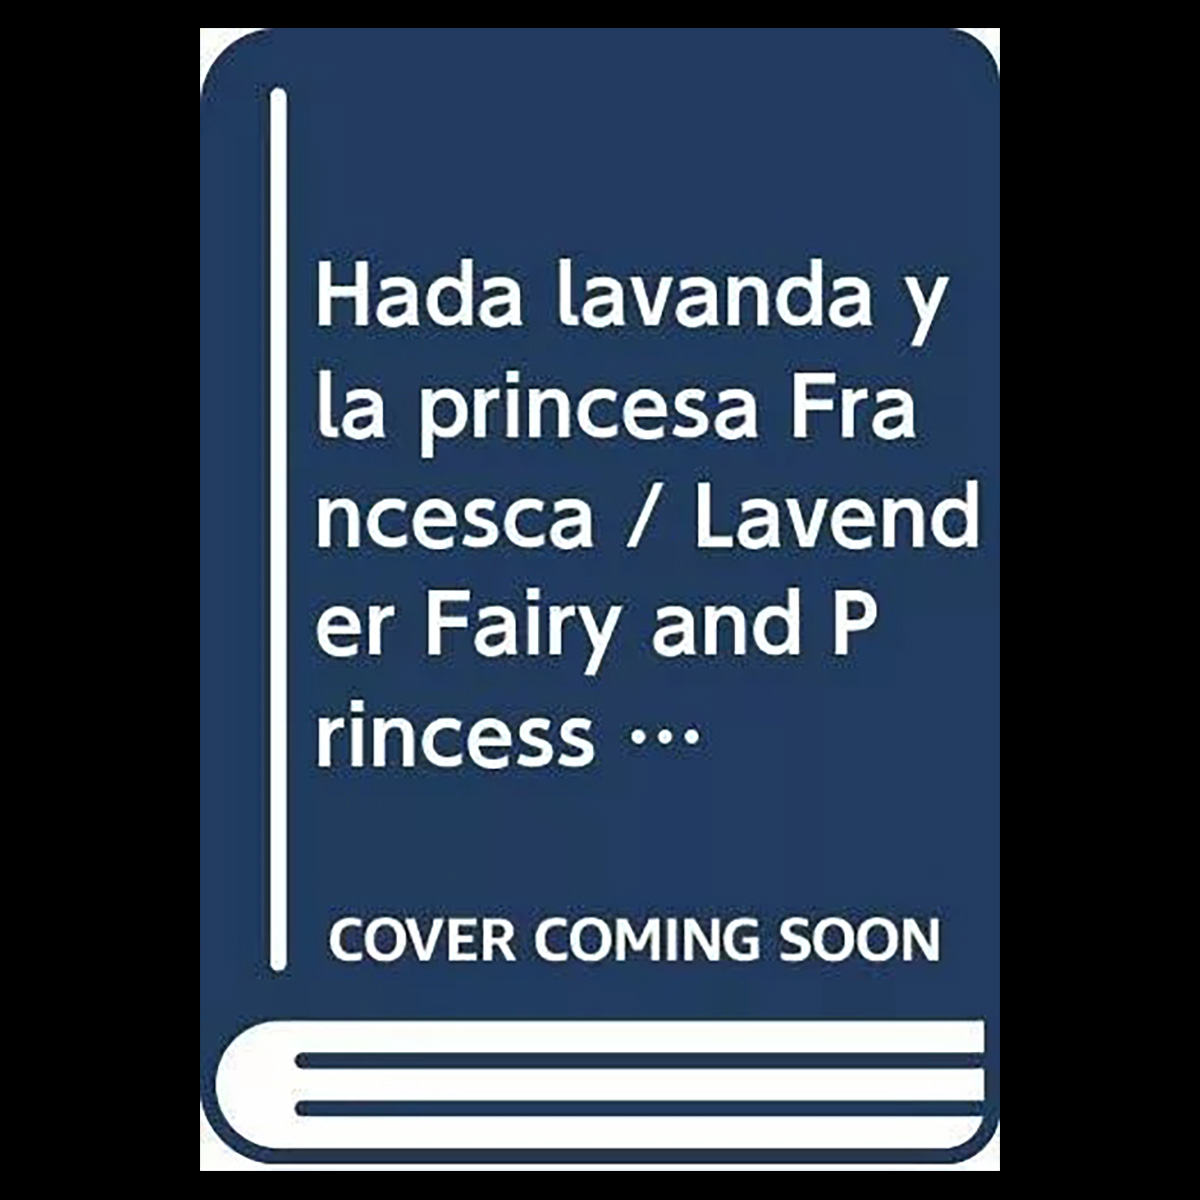 Hada lavanda y
la princesa Fra
ncesca / Lavend
er Fairy and P
rincess ...
COVER COMING SOON